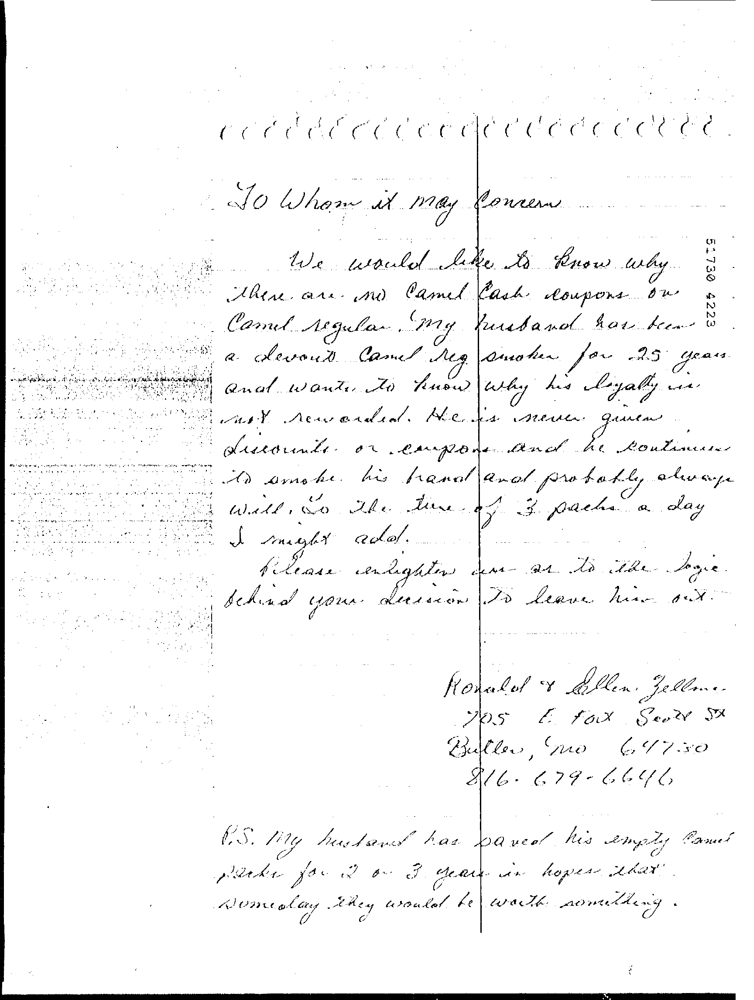 To Whom it may Concern
We would like to know why
there are no Camel Cash coupons on
Camel regular. My husband has been
a devout Camel reg smoker for 25 years
and wants to know why his loyalty is
not rewarded. He is never given
discounts or coupons and he continues
to smoke his brand and probably always
will, to the tune of 3 packs a day
I might add.
Please enlighten us as to the logic
behind your decision to leave him out.
Ronald & Ellen
705 E. Fort Scott St
Butler, Mo 64730
816-679-6646
P.S. My husband has saved his empty Camel
packs for 2 or 3 years in hopes that
someday they would be worth something.
51730 4223